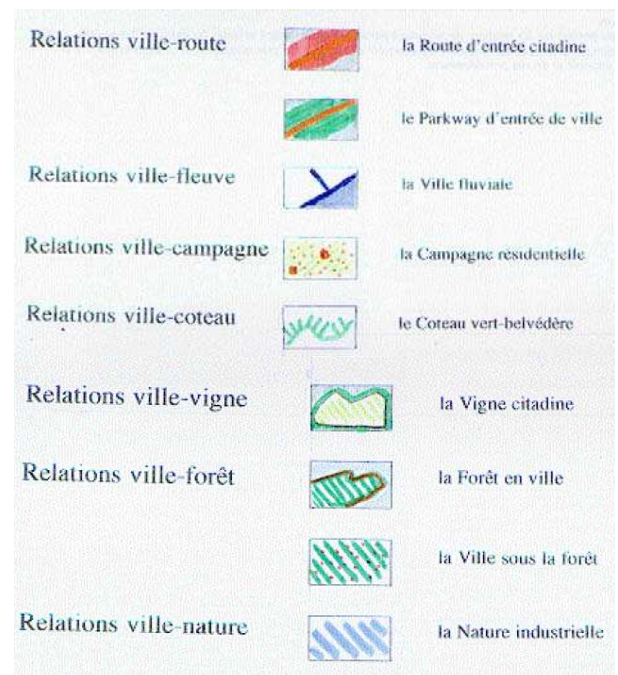 Relations ville-route la Route d'entrée citadine
le Parkway d'entrée de ville
Relations ville-fleuve la Ville fluviale
Relations ville-campagne la Campagne résidentielle
Relations ville-coteau le Coteau vert-belvédère
Relations ville-vigne la Vigne citadine
Relations ville-forêt la Forêt en ville
la Ville sous la forêt
Relations ville-nature la Nature industrielle